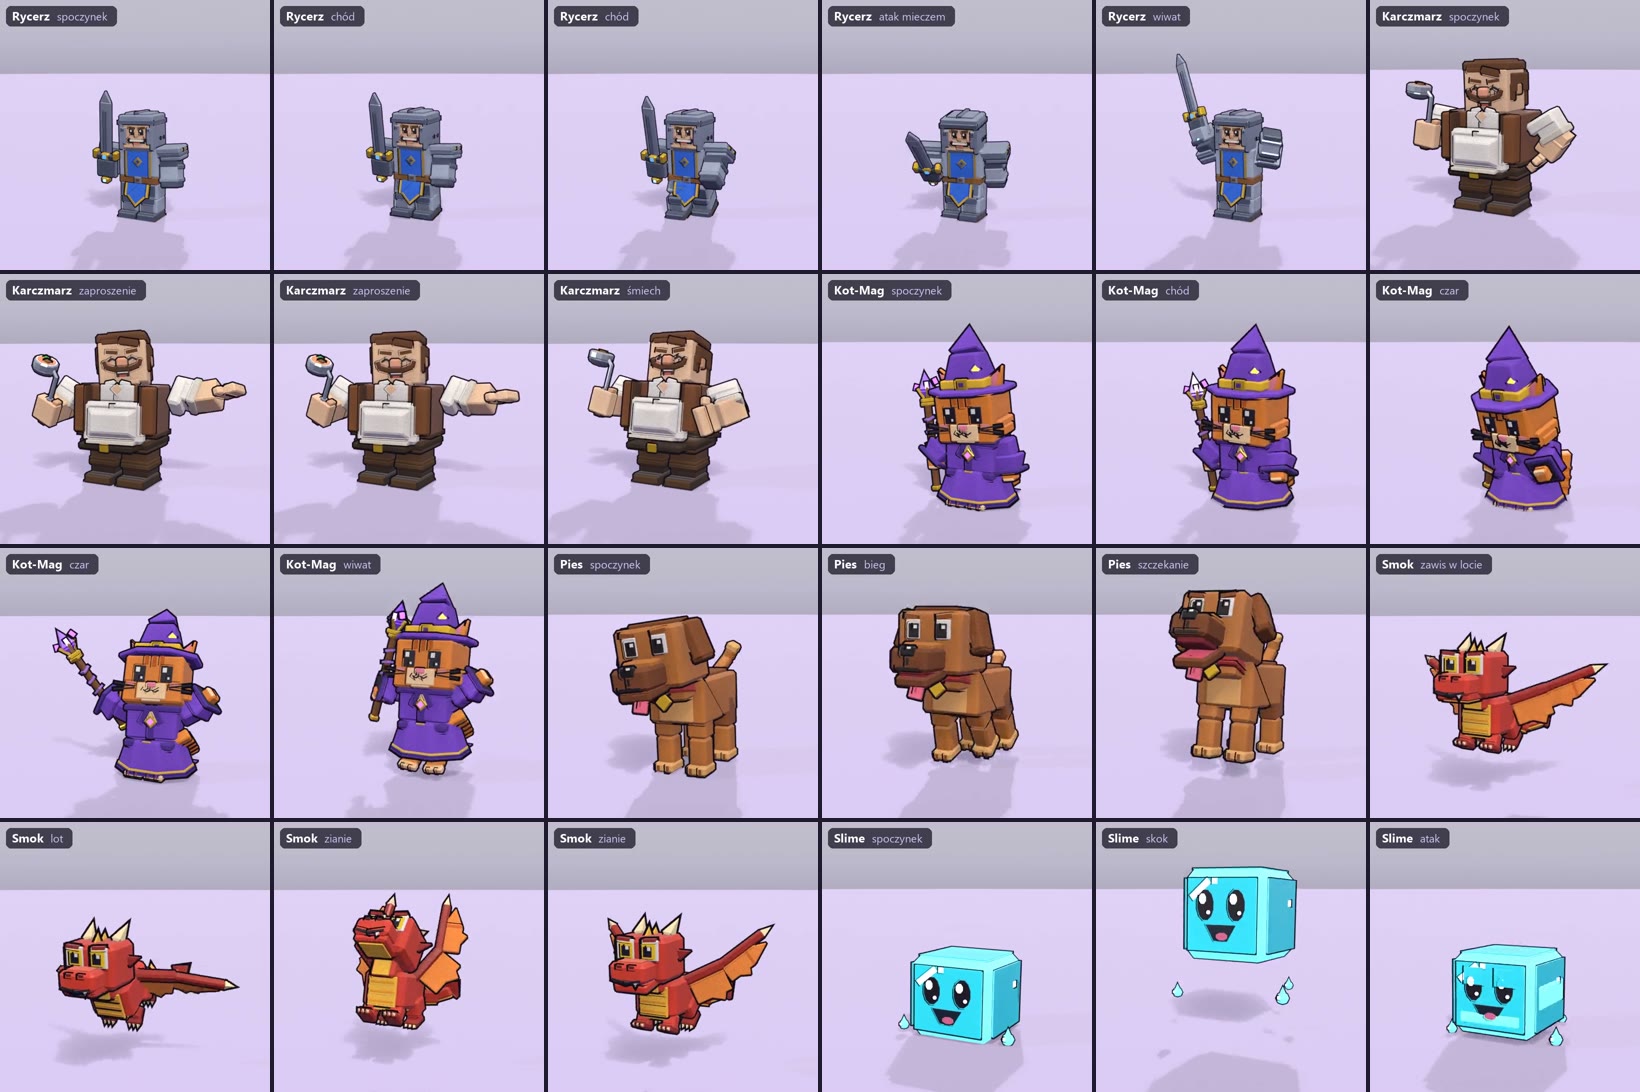 Rycerz spoczynek
Rycerz chód
Rycerz chód
Rycerz atak mieczem
Rycerz wiwat
Karczmarz spoczynek
Karczmarz zaproszenie
Karczmarz zaproszenie
Karczmarz śmiech
Kot-Mag spoczynek
Kot-Mag chód
Kot-Mag czar
Kot-Mag czar
Kot-Mag wiwat
Pies spoczynek
Pies bieg
Pies szczekanie
Smok zawis w locie
Smok lot
Smok zianie
Smok zianie
Slime spoczynek
Slime skok
Slime atak